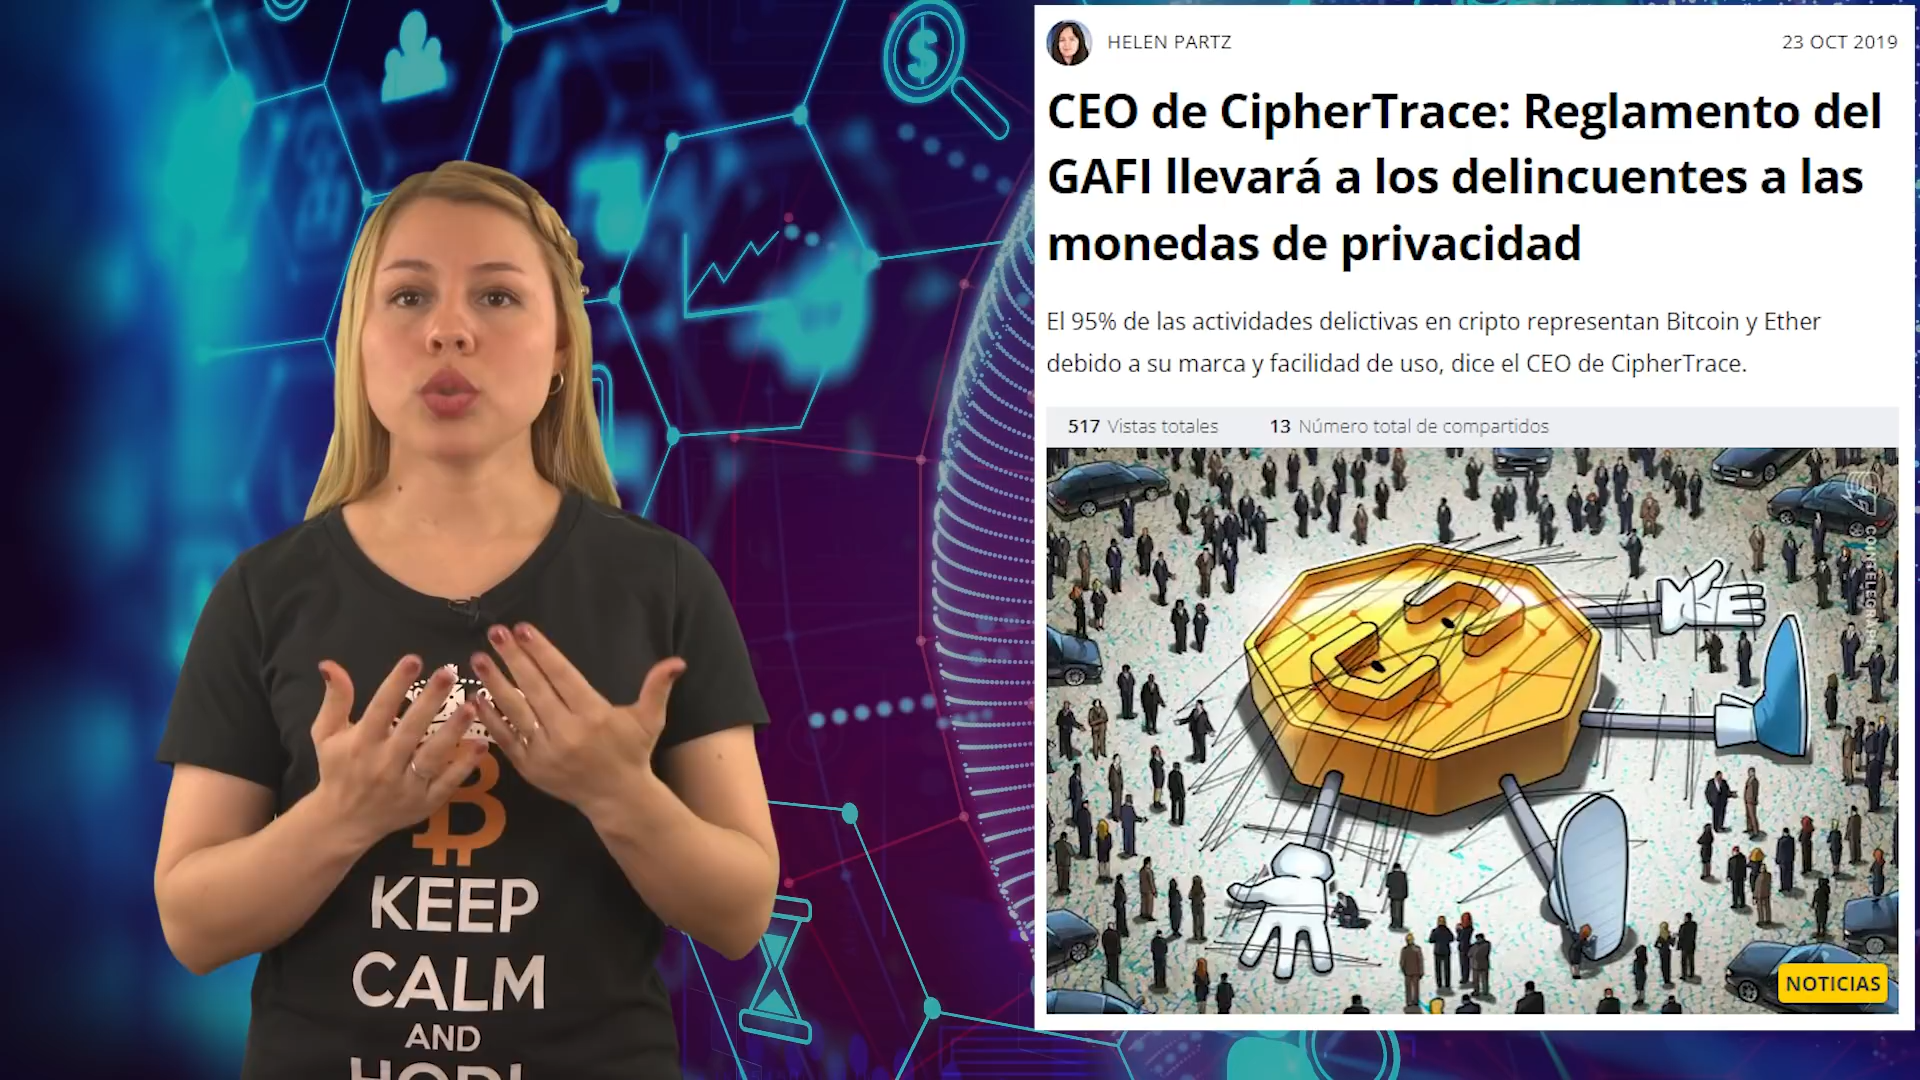 HELEN PARTZ
23 OCT 2019
CEO de CipherTrace: Reglamento del
GAFI llevará a los delincuentes a las
monedas de privacidad
El 95% de las actividades delictivas en cripto representan Bitcoin y Ether
debido a su marca y facilidad de uso, dice el CEO de CipherTrace.
517 Vistas totales
13 Número total de compartidos
COINTELEGRAPH
NOTICIAS
KEEP
CALM
AND
HODL